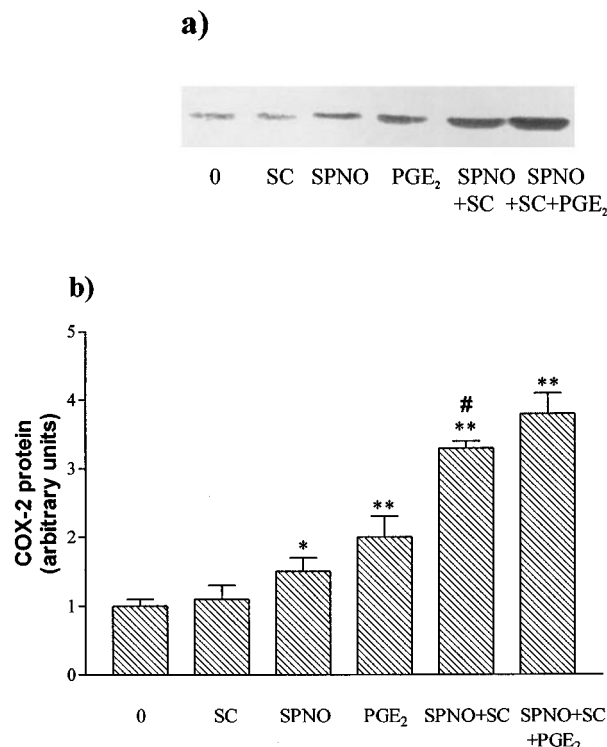 a)
0 SC SPNO PGE₂ SPNO SPNO
+SC +SC+PGE₂
b)
5
4
3
2
1
0
COX-2 protein
(arbitrary units)
*
**
#
**
**
0 SC SPNO PGE₂ SPNO+SC SPNO+SC
+PGE₂